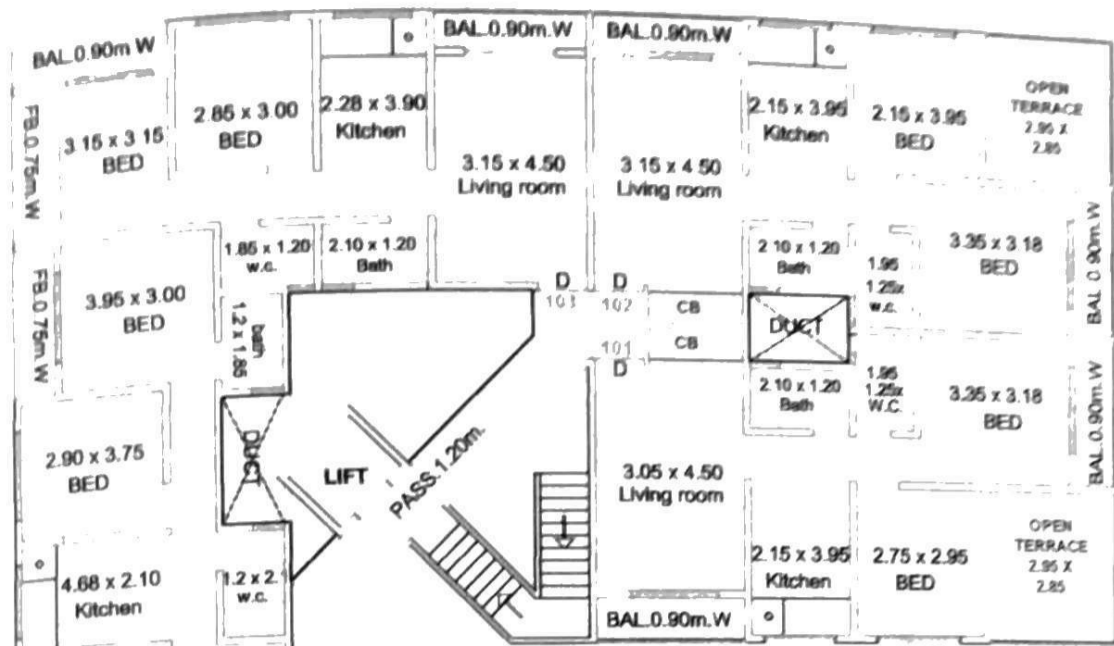 BAL.0.90m W
BAL.0.90m.W
BAL.0.90m.W
FB.0.75m.W
3.15 x 3 15
BED
2.85 x 3.00
BED
2.28 x 3.90
Kitchen
3.15 x 4.50
Living room
3.15 x 4.50
Living room
2.15 x 3.95
Kitchen
2.15 x 3.95
BED
OPEN
TERRACE
2.95 X
2.85
FB.0.75m.W
3.95 x 3.00
BED
1.85 x 1.20
w.c.
2.10 x 1.20
Bath
bath
1.2 x 1.85
D
103
D
102
CB
2 10 x 1.20
Bath
1.95
1.25x
w.c.
3.35 x 3.18
BED
BAL 0.90m.W
DUCT
101
D
CB
2.10 x 1.20
Bath
1.95
1.25x
W.C.
3.35 x 3.18
BED
BAL.0.90m.W
2.90 x 3.75
BED
DUCT
LIFT
PASS.1.20m.
3.05 x 4.50
Living room
4.68 x 2.10
Kitchen
1.2 x 2.
w.c.
2.15 x 3.95
Kitchen
2.75 x 2.95
BED
OPEN
TERRACE
2.95 X
2.85
BAL.0.90m.W